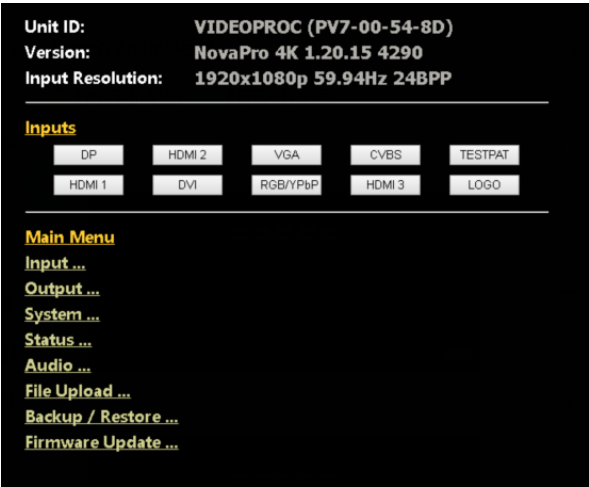 Unit ID: VIDEOPROC (PV7-00-54-8D)
Version: NovaPro 4K 1.20.15 4290
Input Resolution: 1920x1080p 59.94Hz 24BPP
Inputs
DP HDMI 2 VGA CVBS TESTPAT
HDMI 1 DVI RGB/YPbP HDMI 3 LOGO
Main Menu
Input ...
Output ...
System ...
Status ...
Audio ...
File Upload ...
Backup / Restore ...
Firmware Update ...